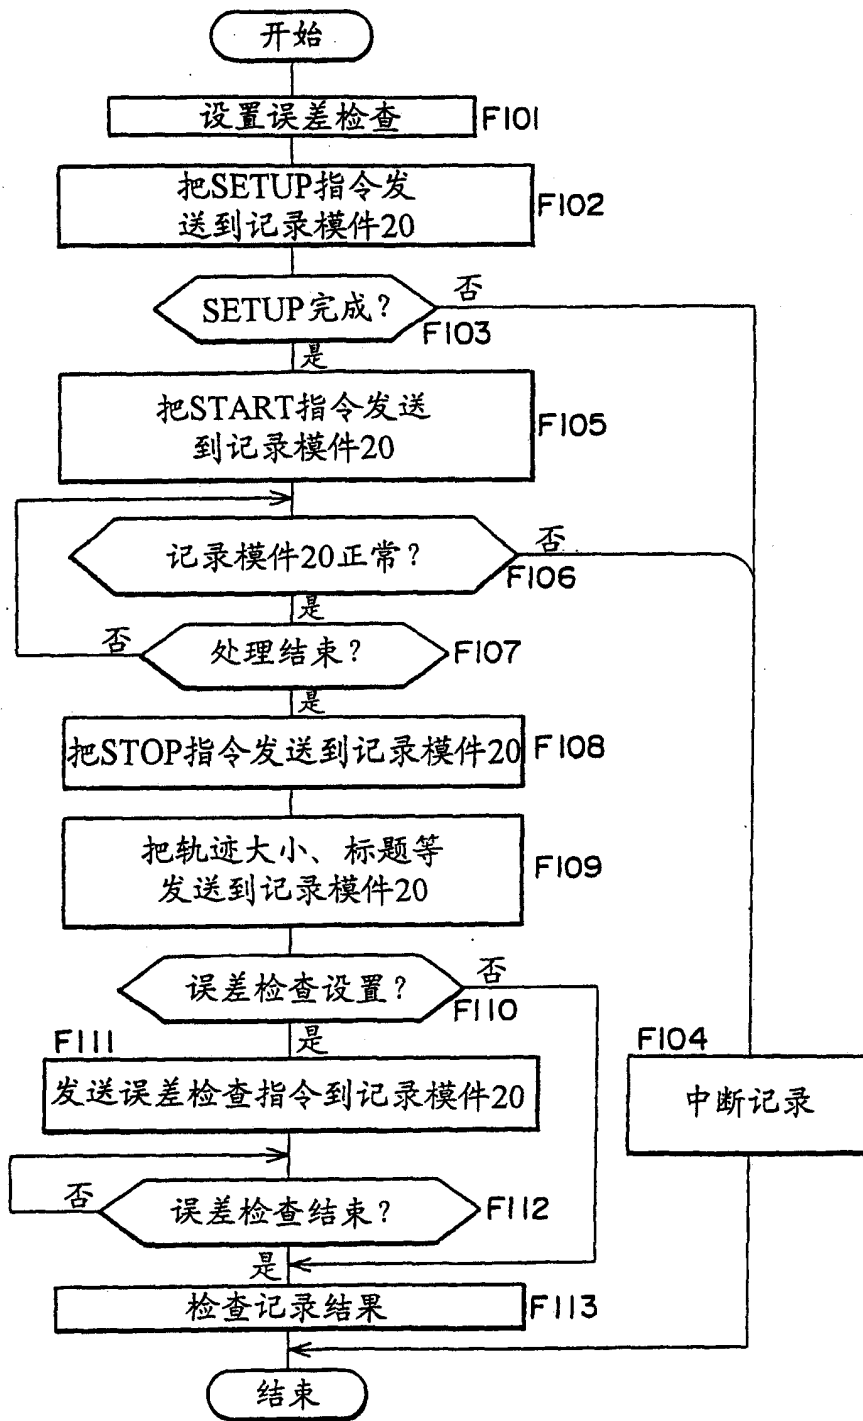 开始
设置误差检查
F101
把SETUP指令发
送到记录模件20
F102
SETUP完成?
否
F103
是
把START指令发送
到记录模件20
F105
记录模件20正常?
否
F106
是
否
处理结束?
F107
是
把STOP指令发送到记录模件20
F108
把轨迹大小、标题等
发送到记录模件20
F109
误差检查设置?
否
F110
是
F111
发送误差检查指令到记录模件20
F104
中断记录
否
误差检查结束?
F112
是
检查记录结果
F113
结束